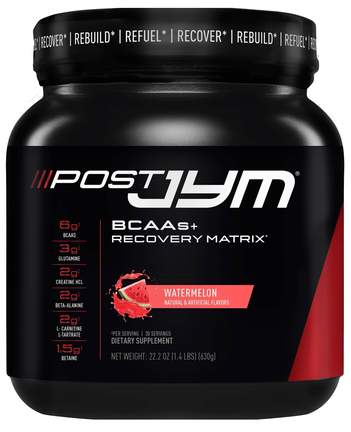 RECOVER* | REBUILD* | REFUEL* | RECOVER* | REBUILD* | REFUEL*
///POST JYM®
BCAAs+
RECOVERY MATRIX*
6g†
BCAAS
3g†
GLUTAMINE
2g†
CREATINE HCL
2g†
BETA-ALANINE
2g†
L-CARNITINE
L-TARTRATE
1.5g†
BETAINE
WATERMELON
NATURAL & ARTIFICIAL FLAVORS
†PER SERVING | 30 SERVINGS
DIETARY SUPPLEMENT
NET WEIGHT: 22.2 OZ (1.4 LBS) (630g)